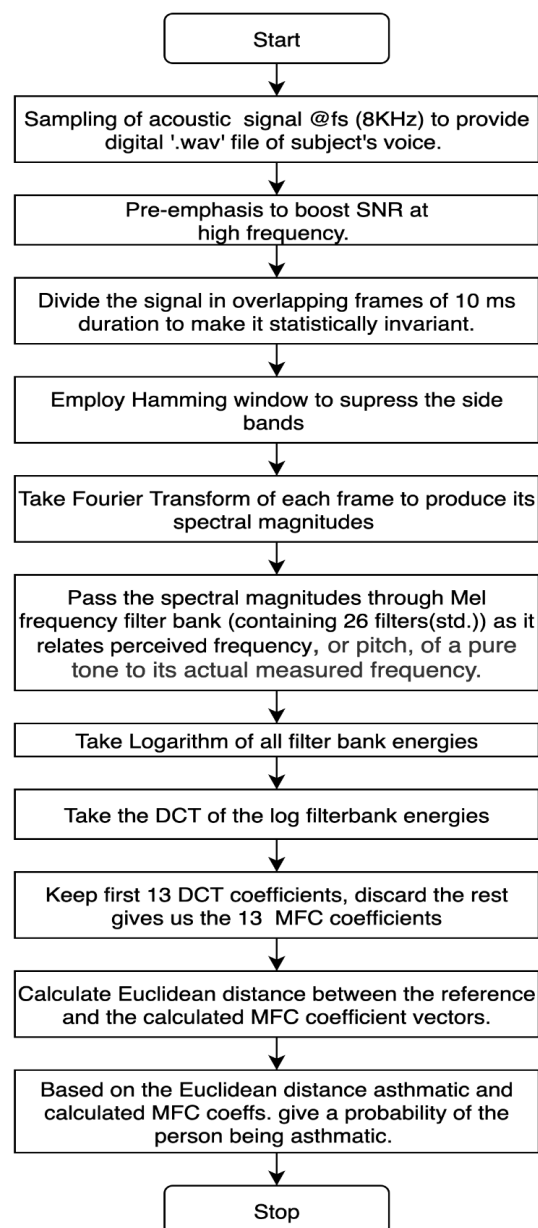 Start
Sampling of acoustic signal @fs (8KHz) to provide
digital '.wav' file of subject's voice.
Pre-emphasis to boost SNR at
high frequency.
Divide the signal in overlapping frames of 10 ms
duration to make it statistically invariant.
Employ Hamming window to supress the side
bands
Take Fourier Transform of each frame to produce its
spectral magnitudes
Pass the spectral magnitudes through Mel
frequency filter bank (containing 26 filters(std.)) as it
relates perceived frequency, or pitch, of a pure
tone to its actual measured frequency.
Take Logarithm of all filter bank energies
Take the DCT of the log filterbank energies
Keep first 13 DCT coefficients, discard the rest
gives us the 13 MFC coefficients
Calculate Euclidean distance between the reference
and the calculated MFC coefficient vectors.
Based on the Euclidean distance asthmatic and
calculated MFC coeffs. give a probability of the
person being asthmatic.
Stop